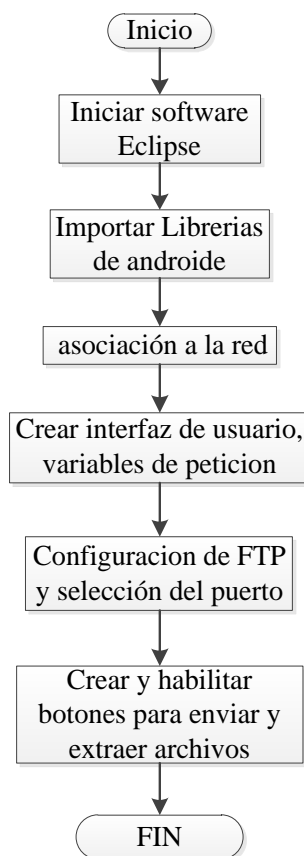 Inicio
Iniciar software
Eclipse
Importar Librerias
de androide
asociación a la red
Crear interfaz de usuario,
variables de peticion
Configuracion de FTP
y selección del puerto
Crear y habilitar
botones para enviar y
extraer archivos
FIN